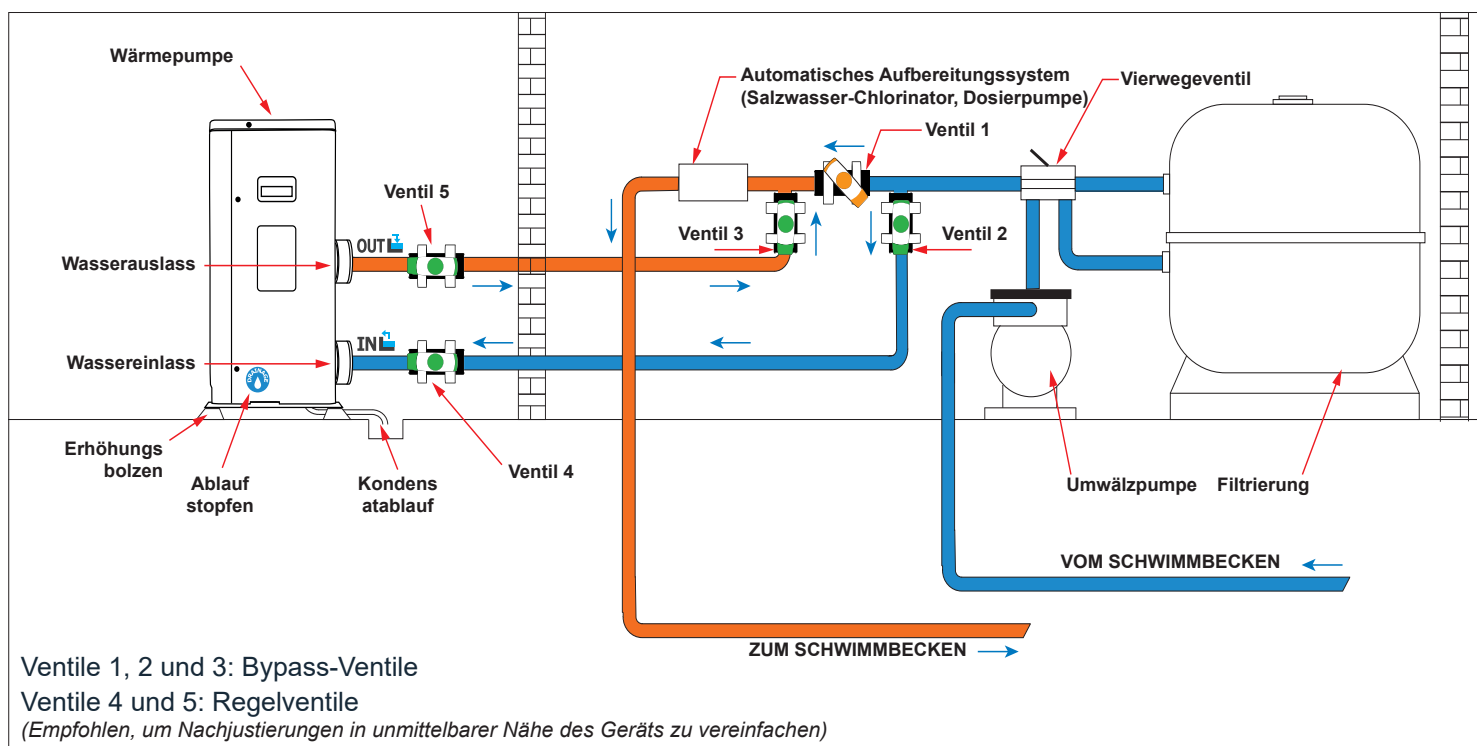 Wärmepumpe
Automatisches Aufbereitungssystem
(Salzwasser-Chlorinator, Dosierpumpe)
Vierwegeventil
Ventil 1
Ventil 5
Ventil 3
Ventil 2
OUT
Wasserauslass
IN
Wassereinlass
DRAINAGE
Erhöhungs
bolzen
Ablauf
stopfen
Kondens
atablauf
Ventil 4
Umwälzpumpe
Filtrierung
VOM SCHWIMMBECKEN
ZUM SCHWIMMBECKEN
Ventile 1, 2 und 3: Bypass-Ventile
Ventile 4 und 5: Regelventile
(Empfohlen, um Nachjustierungen in unmittelbarer Nähe des Geräts zu vereinfachen)